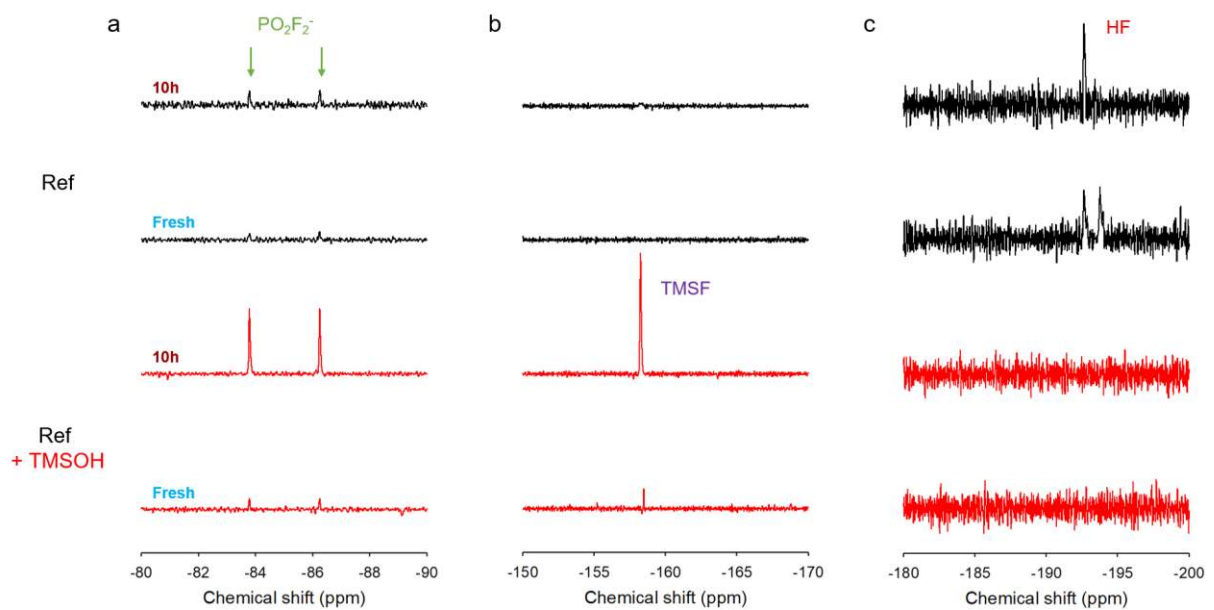 a
PO₂F₂⁻
b
c
HF
10h
Ref
Fresh
TMSF
10h
Ref
+ TMSOH
Fresh
-80 -82 -84 -86 -88 -90
-150 -155 -160 -165 -170
-180 -185 -190 -195 -200
Chemical shift (ppm)
Chemical shift (ppm)
Chemical shift (ppm)